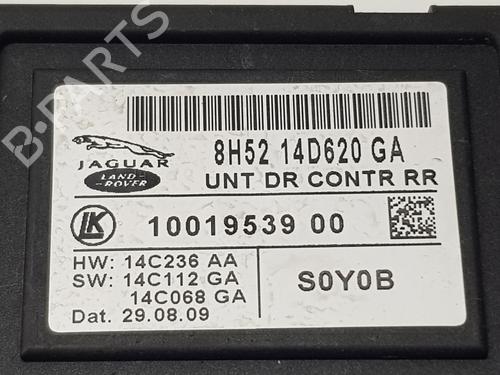 B-PARTS
8H52 14D620 GA
JAGUAR
LAND-
ROVER
UNT DR CONTR RR
LK
10019539 00
HW: 14C236 AA
SW: 14C112 GA
14C068 GA
S0Y0B
Dat. 29.08.09